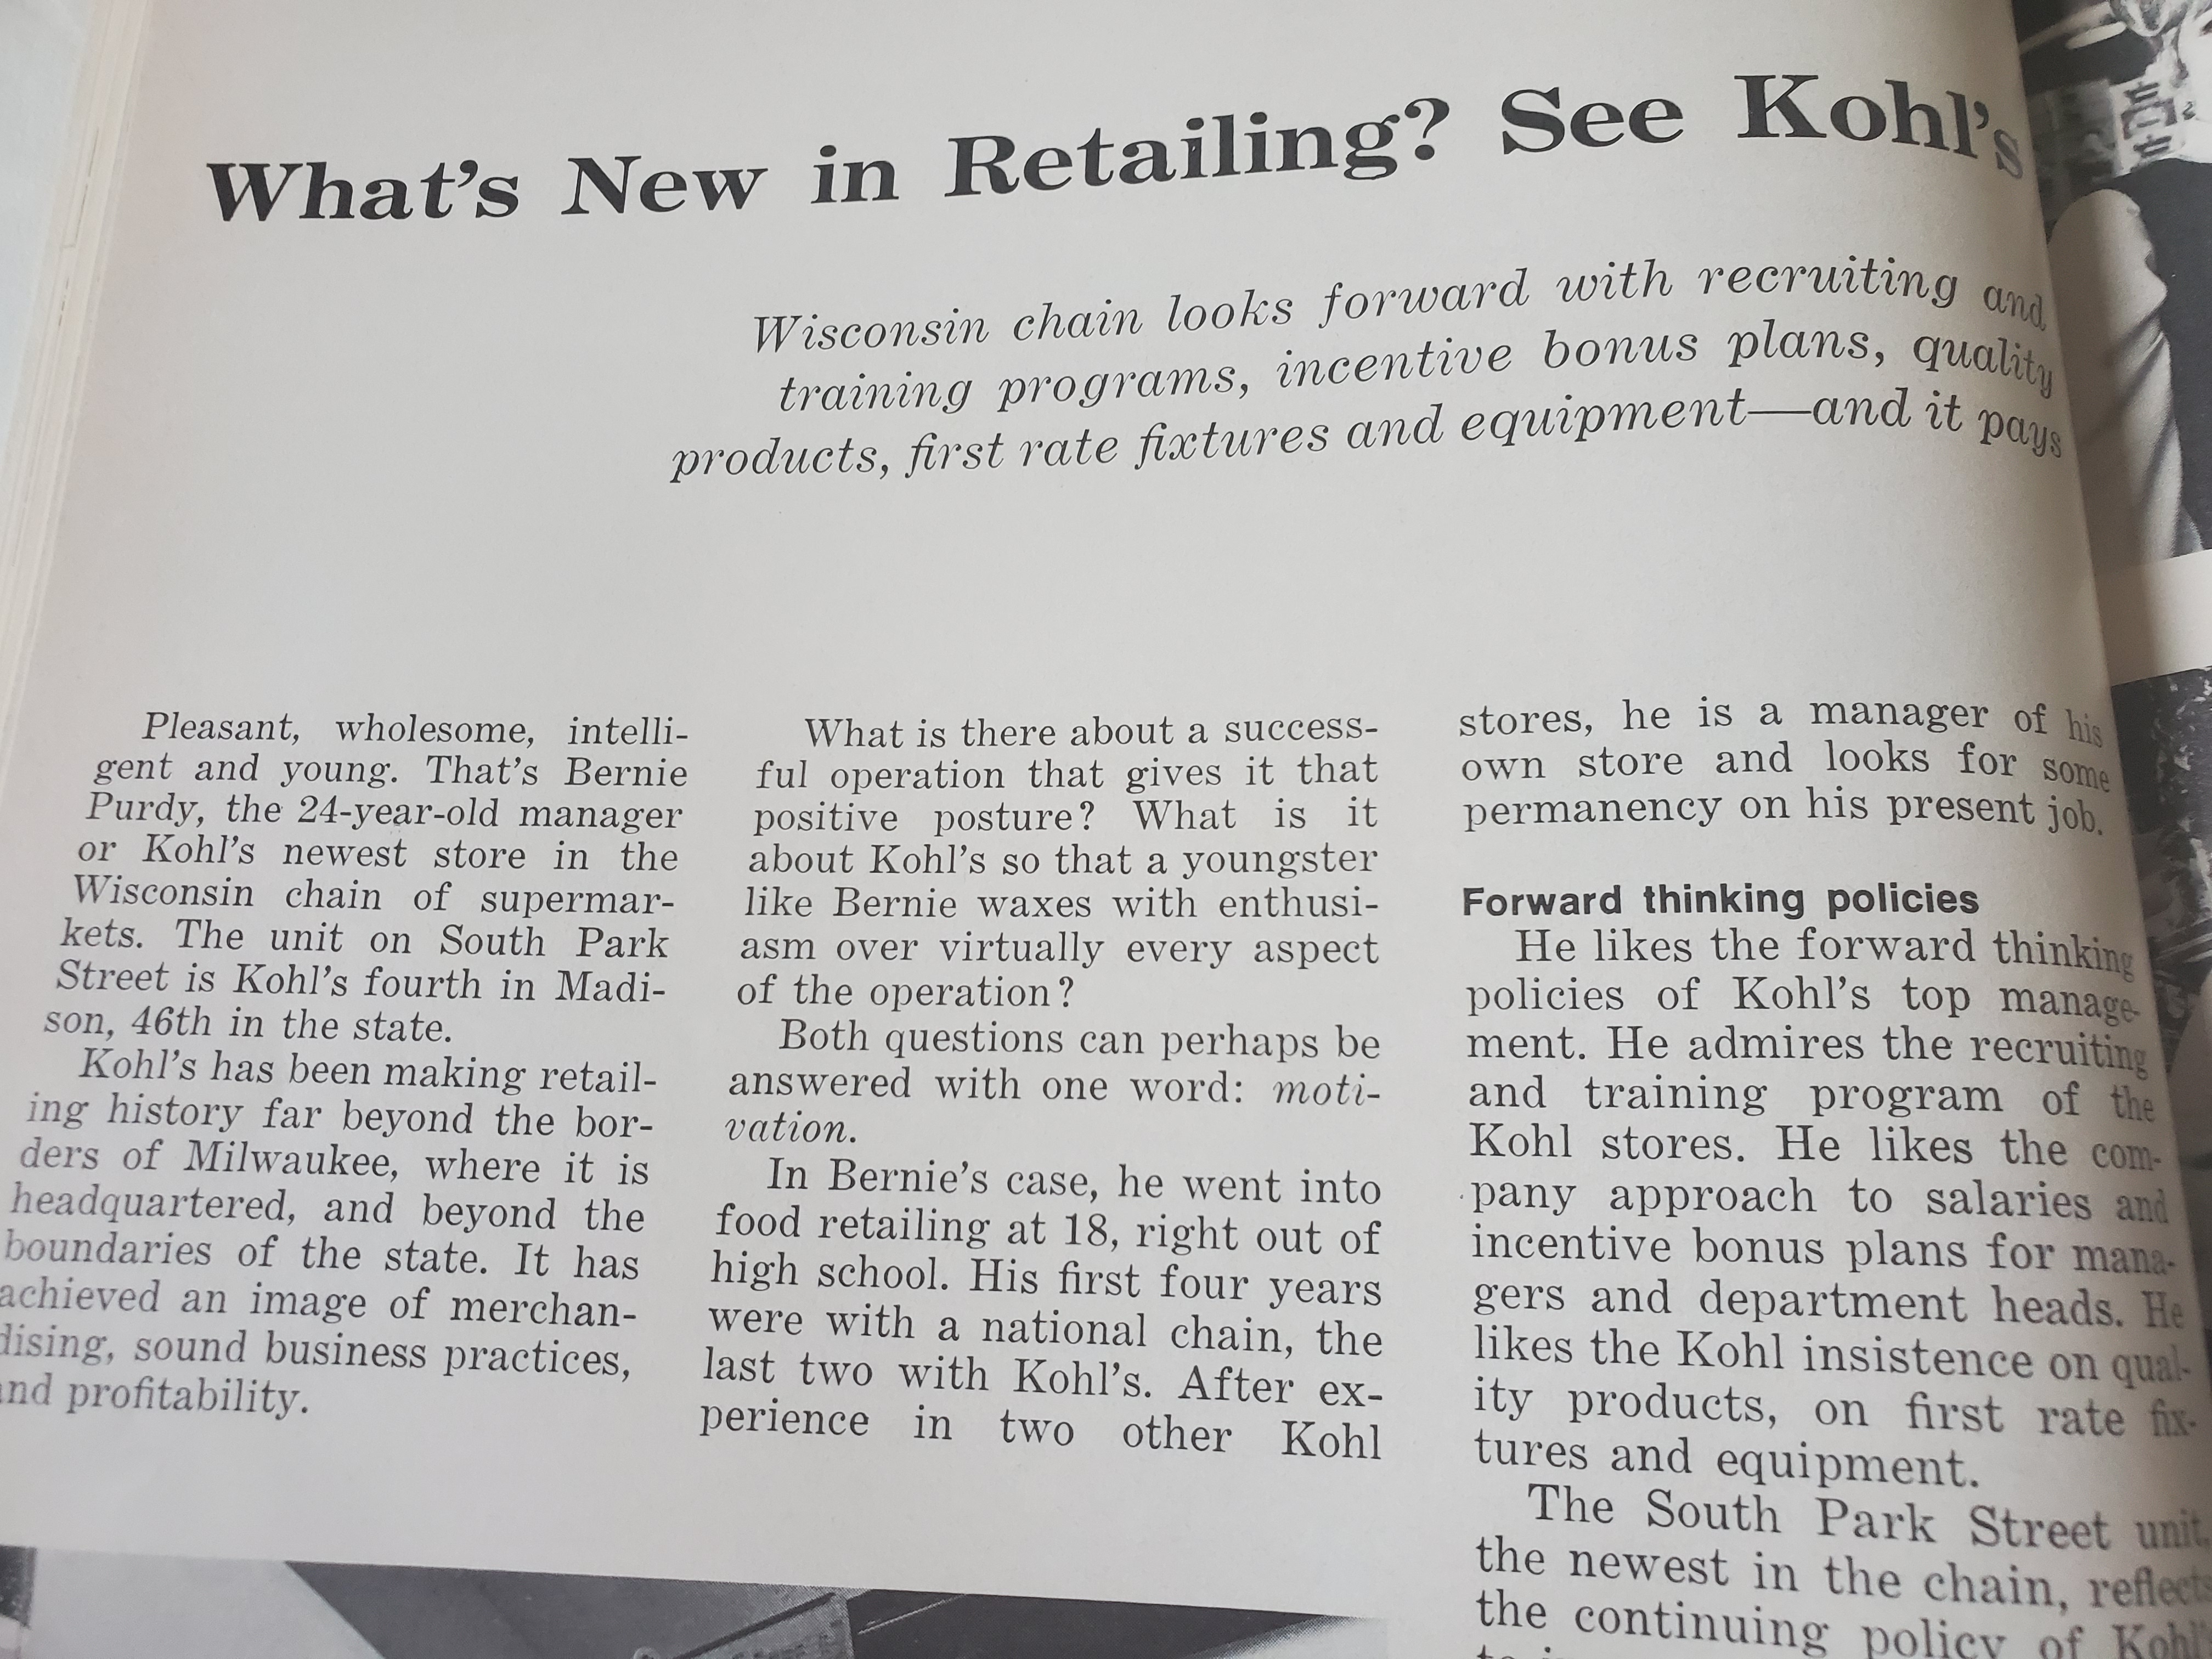 What's New in Retailing? See Kohl's
Wisconsin chain looks forward with recruiting and
training programs, incentive bonus plans, quality
products, first rate fixtures and equipment—and it pays
Pleasant, wholesome, intelli-
gent and young. That's Bernie
Purdy, the 24-year-old manager
or Kohl's newest store in the
Wisconsin chain of supermar-
kets. The unit on South Park
Street is Kohl's fourth in Madi-
son, 46th in the state.
Kohl's has been making retail-
ing history far beyond the bor-
ders of Milwaukee, where it is
headquartered, and beyond the
boundaries of the state. It has
achieved an image of merchan-
dising, sound business practices,
and profitability.
What is there about a success-
ful operation that gives it that
positive posture? What is it
about Kohl's so that a youngster
like Bernie waxes with enthusi-
asm over virtually every aspect
of the operation?
Both questions can perhaps be
answered with one word: moti-
vation.
In Bernie's case, he went into
food retailing at 18, right out of
high school. His first four years
were with a national chain, the
last two with Kohl's. After ex-
perience in two other Kohl
stores, he is a manager of his
own store and looks for some
permanency on his present job.
Forward thinking policies
He likes the forward thinking
policies of Kohl's top manage-
ment. He admires the recruiting
and training program of the
Kohl stores. He likes the com-
pany approach to salaries and
incentive bonus plans for mana-
gers and department heads. He
likes the Kohl insistence on qual-
ity products, on first rate fix-
tures and equipment.
The South Park Street unit,
the newest in the chain, reflects
the continuing policy of Kohl's